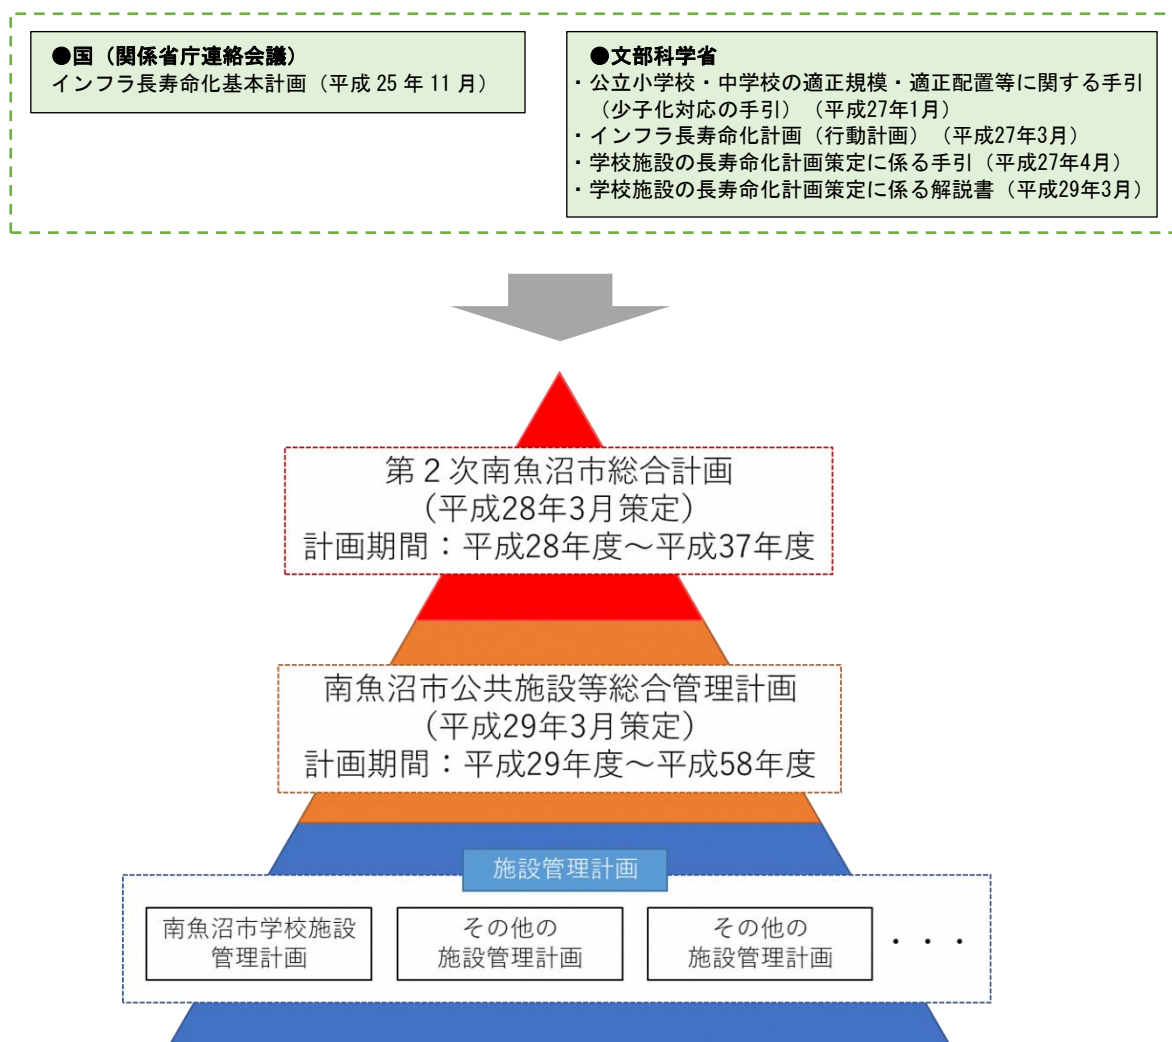 ●国（関係省庁連絡会議）
インフラ長寿命化基本計画（平成 25 年 11 月）
●文部科学省
・公立小学校・中学校の適正規模・適正配置等に関する手引
（少子化対応の手引）（平成27年1月）
・インフラ長寿命化計画（行動計画）（平成27年3月）
・学校施設の長寿命化計画策定に係る手引（平成27年4月）
・学校施設の長寿命化計画策定に係る解説書（平成29年3月）
第２次南魚沼市総合計画
（平成28年3月策定）
計画期間：平成28年度～平成37年度
南魚沼市公共施設等総合管理計画
（平成29年3月策定）
計画期間：平成29年度～平成58年度
施設管理計画
南魚沼市学校施設
管理計画
その他の
施設管理計画
その他の
施設管理計画
・・・